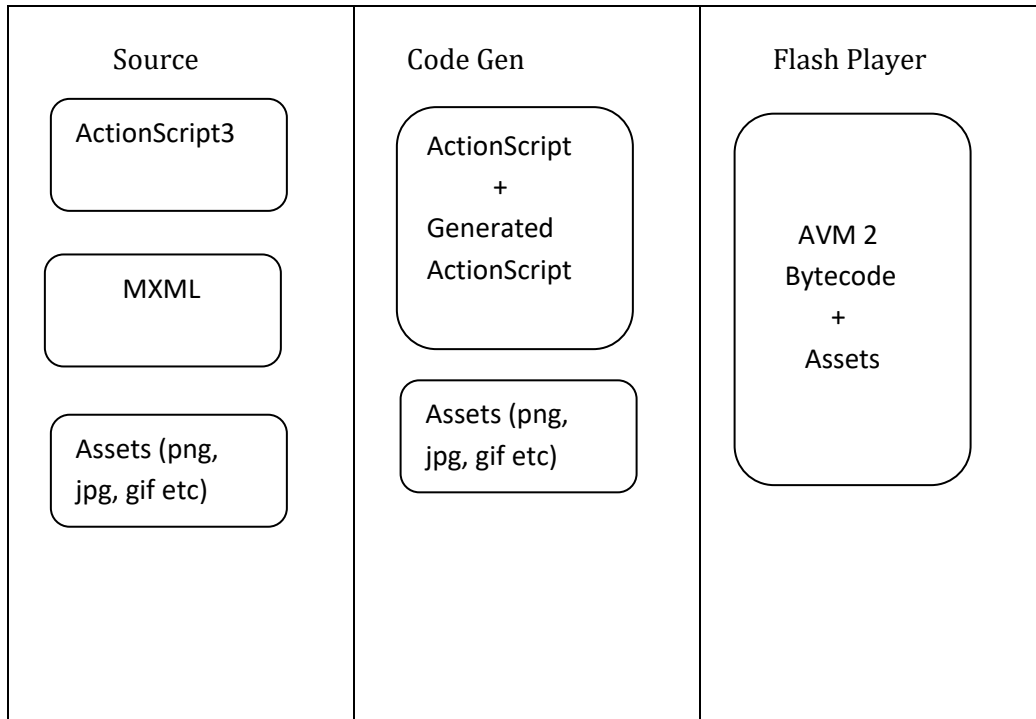 Source
ActionScript3
MXML
Assets (png,
jpg, gif etc)
Code Gen
ActionScript
+
Generated
ActionScript
Assets (png,
jpg, gif etc)
Flash Player
AVM 2
Bytecode
+
Assets